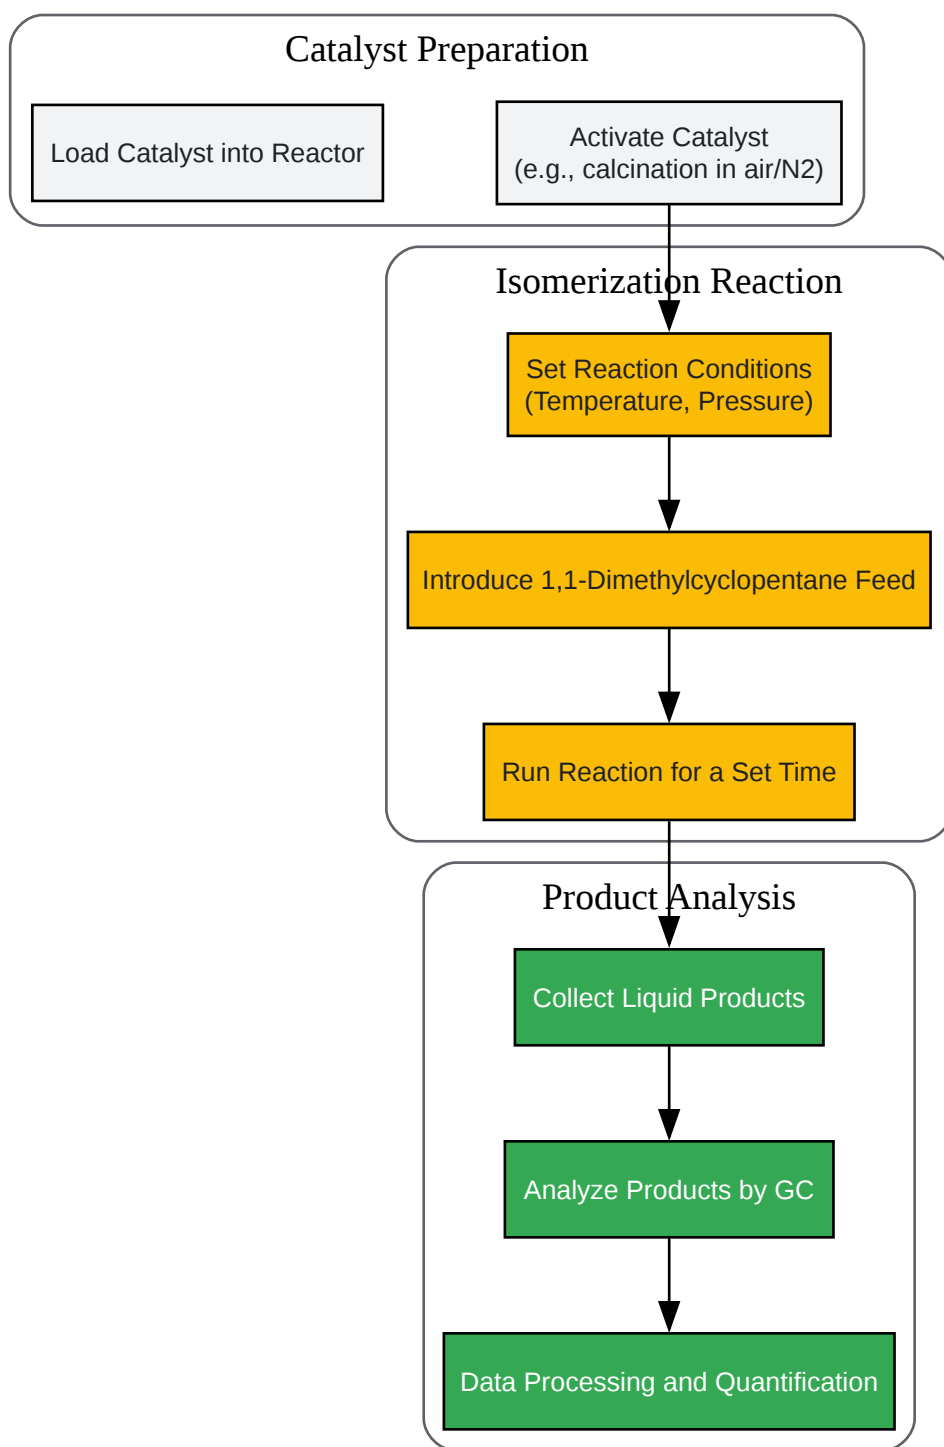 Catalyst Preparation
Load Catalyst into Reactor
Activate Catalyst
(e.g., calcination in air/N2)
Isomerization Reaction
Set Reaction Conditions
(Temperature, Pressure)
Introduce 1,1-Dimethylcyclopentane Feed
Run Reaction for a Set Time
Product Analysis
Collect Liquid Products
Analyze Products by GC
Data Processing and Quantification